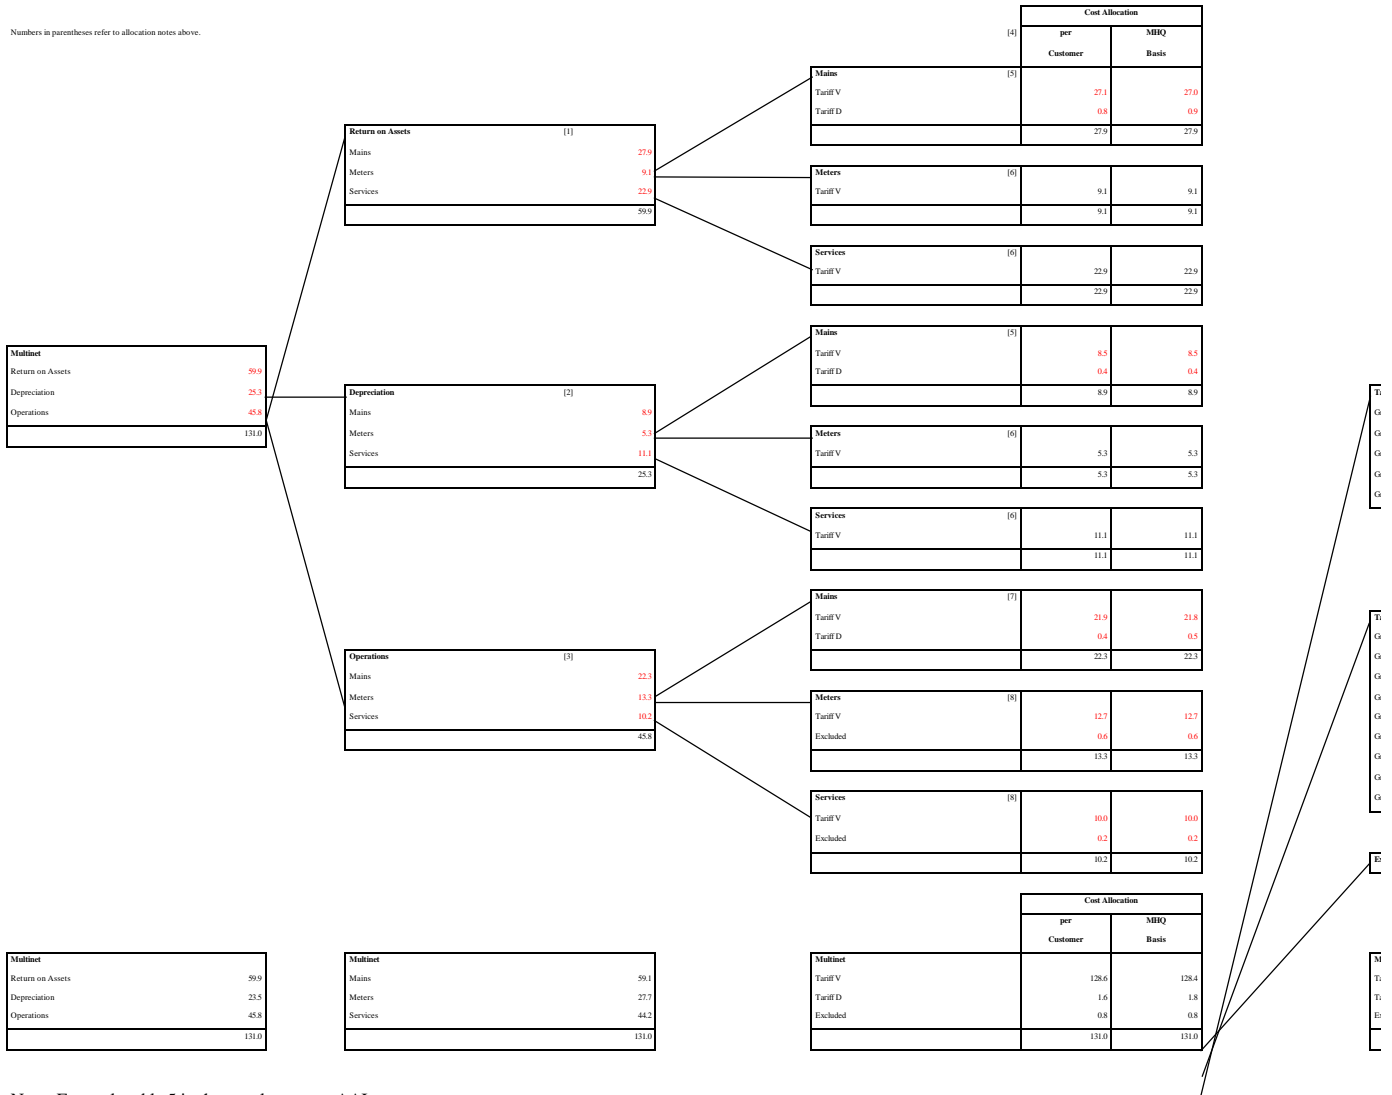 Cost Allocation
Numbers in parentheses refer to allocation notes above. [4] per MHQ
Customer Basis
Mains [5]
Tariff V 27.1 27.0
Tariff D 0.8 0.9
27.9 27.9
Return on Assets [1]
Mains 27.9
Meters 9.1
Services 22.9
59.9
Meters [6]
Tariff V 9.1 9.1
9.1 9.1
Services [6]
Tariff V 22.9 22.9
22.9 22.9
Multinet
Return on Assets 59.9
Depreciation 25.3
Operations 45.8
131.0
Mains [5]
Tariff V 8.5 8.5
Tariff D 0.4 0.4
8.9 8.9
Depreciation [2]
Mains 8.9
Meters 5.3
Services 11.1
25.3
Meters [6]
Tariff V 5.3 5.3
5.3 5.3
Services [6]
Tariff V 11.1 11.1
11.1 11.1
Mains [7]
Tariff V 21.9 21.8
Tariff D 0.4 0.5
22.3 22.3
Operations [3]
Mains 22.3
Meters 13.3
Services 10.2
45.8
Meters [8]
Tariff V 12.7 12.7
Excluded 0.6 0.6
13.3 13.3
Services [8]
Tariff V 10.0 10.0
Excluded 0.2 0.2
10.2 10.2
Cost Allocation
per MHQ
Customer Basis
Multinet
Return on Assets 59.9
Depreciation 23.5
Operations 45.8
131.0
Multinet
Mains 59.1
Meters 27.7
Services 44.2
131.0
Multinet
Tariff V 128.6 128.4
Tariff D 1.6 1.8
Excluded 0.8 0.8
131.0 131.0